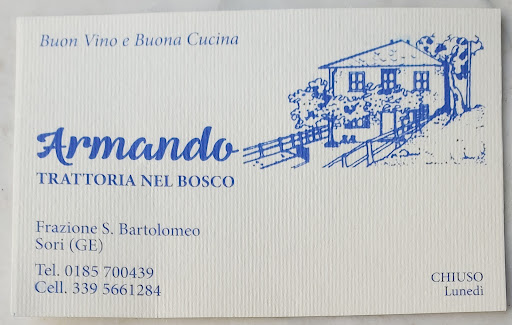 Buon Vino e Buona Cucina
Armando
TRATTORIA NEL BOSCO
Frazione S. Bartolomeo
Sori (GE)
Tel. 0185 700439
Cell. 339 5661284
CHIUSO
Lunedì